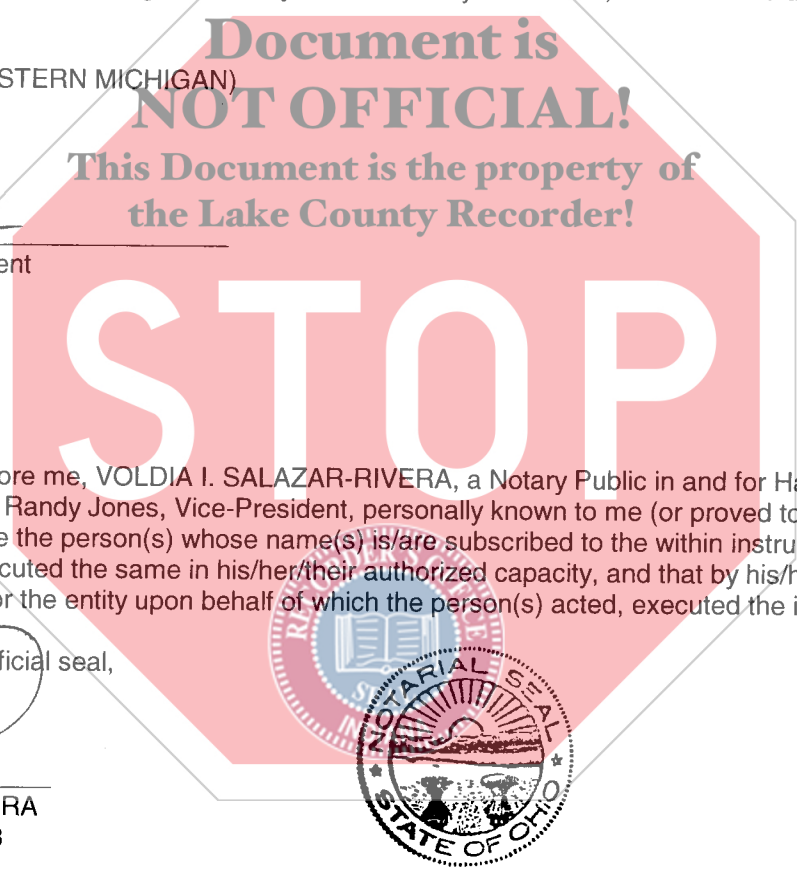 Document is
STERN MICHIGAN)
NOT OFFICIAL!
This Document is the property of
the Lake County Recorder!
ent
STOP
ore me, VOLDIA I. SALAZAR-RIVERA, a Notary Public in and for Ha
Randy Jones, Vice-President, personally known to me (or proved to
e the person(s) whose name(s) is/are subscribed to the within instru
cuted the same in his/her/their authorized capacity, and that by his/h
or the entity upon behalf of which the person(s) acted, executed the i
RECORDER'S OFFICE
SEAL
ficial seal,
NOTARIAL SEAL
STATE OF OHIO
RA